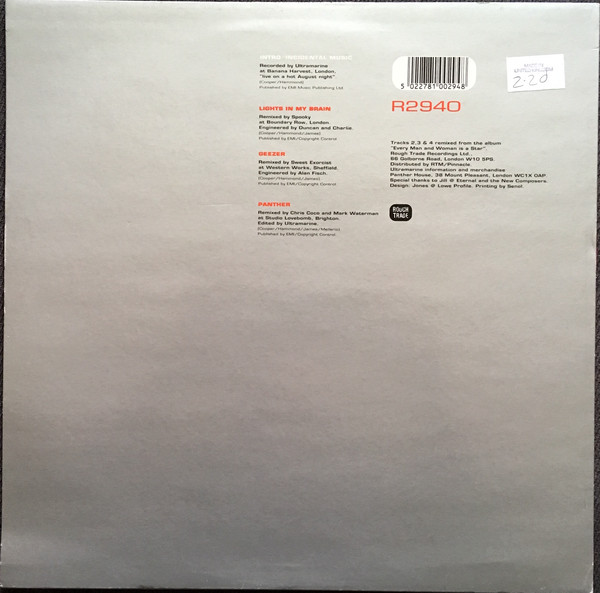 INTRO (INCIDENTAL MUSIC)
Recorded by Ultramarine
at Banana Harvest, London,
"live on a hot August night"
(Cooper/Hammond)
Published by EMI Music Publishing Ltd.
LIGHTS IN MY BRAIN
Remixed by Spooky
at Boundary Row, London.
Engineered by Duncan and Charlie.
(Cooper/Hammond/James)
Published by EMI/Copyright Control
GEEZER
Remixed by Sweet Exorcist
at Western Works, Sheffield.
Engineered by Alan Fisch.
(Cooper/Hammond/James)
Published by EMI/Copyright Control.
PANTHER
Remixed by Chris Coco and Mark Waterman
at Studio Lovebomb, Brighton.
Edited by Ultramarine.
Published by EMI/Copyright Control.
5 022781 002948
2.20
R2940
Tracks 2,3 & 4 remixed from the album
"Every Man and Woman is a Star"
Rough Trade Recordings Ltd.,
66 Golborne Road, London W10 5PS.
Distributed by RTM/Pinnacle.
Ultramarine information and merchandise
Panther House, 38 Mount Pleasant, London WC1X 0AP.
Special thanks to Jill @ Eternal and the New Composers.
Design: Jones @ Lowe Profile. Printing by Senol.
ROUGH
TRADE